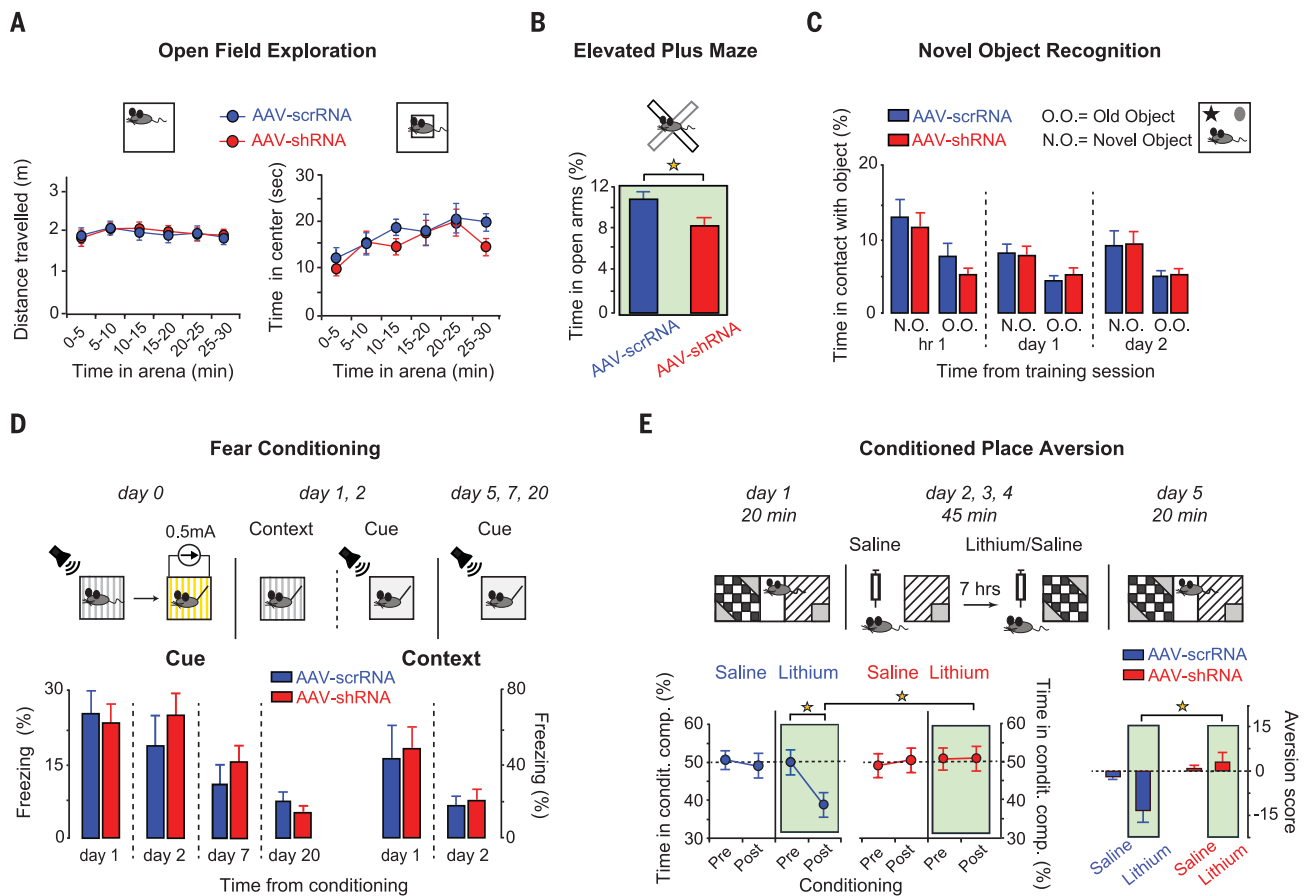 A
Open Field Exploration
AAV-scrRNA
AAV-shRNA
Distance travelled (m)
3
2
1
0
0-5
5-10
10-15
15-20
20-25
25-30
Time in arena (min)
Time in center (sec)
30
20
10
0
0-5
5-10
10-15
15-20
20-25
25-30
Time in arena (min)
B
Elevated Plus Maze
Time in open arms (%)
12
8
4
0
AAV-scrRNA
AAV-shRNA
C
Novel Object Recognition
AAV-scrRNA
AAV-shRNA
O.O.= Old Object
N.O.= Novel Object
Time in contact with object (%)
20
10
0
N.O. O.O. N.O. O.O. N.O. O.O.
hr 1 day 1 day 2
Time from training session
D
Fear Conditioning
day 0 day 1, 2 day 5, 7, 20
0.5mA
Context Cue Cue
Cue Context
AAV-scrRNA
AAV-shRNA
Freezing (%)
30
15
0
day 1 day 2 day 7 day 20 day 1 day 2
80
40
0
Freezing (%)
Time from conditioning
E
Conditioned Place Aversion
day 1 day 2, 3, 4 day 5
20 min 45 min 20 min
Saline Lithium/Saline
7 hrs
Saline Lithium Saline Lithium
Time in condit. comp. (%)
60
50
40
30
Pre Post Pre Post Pre Post Pre Post
Conditioning
60
50
40
30
Time in condit. comp. (%)
AAV-scrRNA
AAV-shRNA
15
0
-15
Aversion score
Saline
Lithium
Saline
Lithium